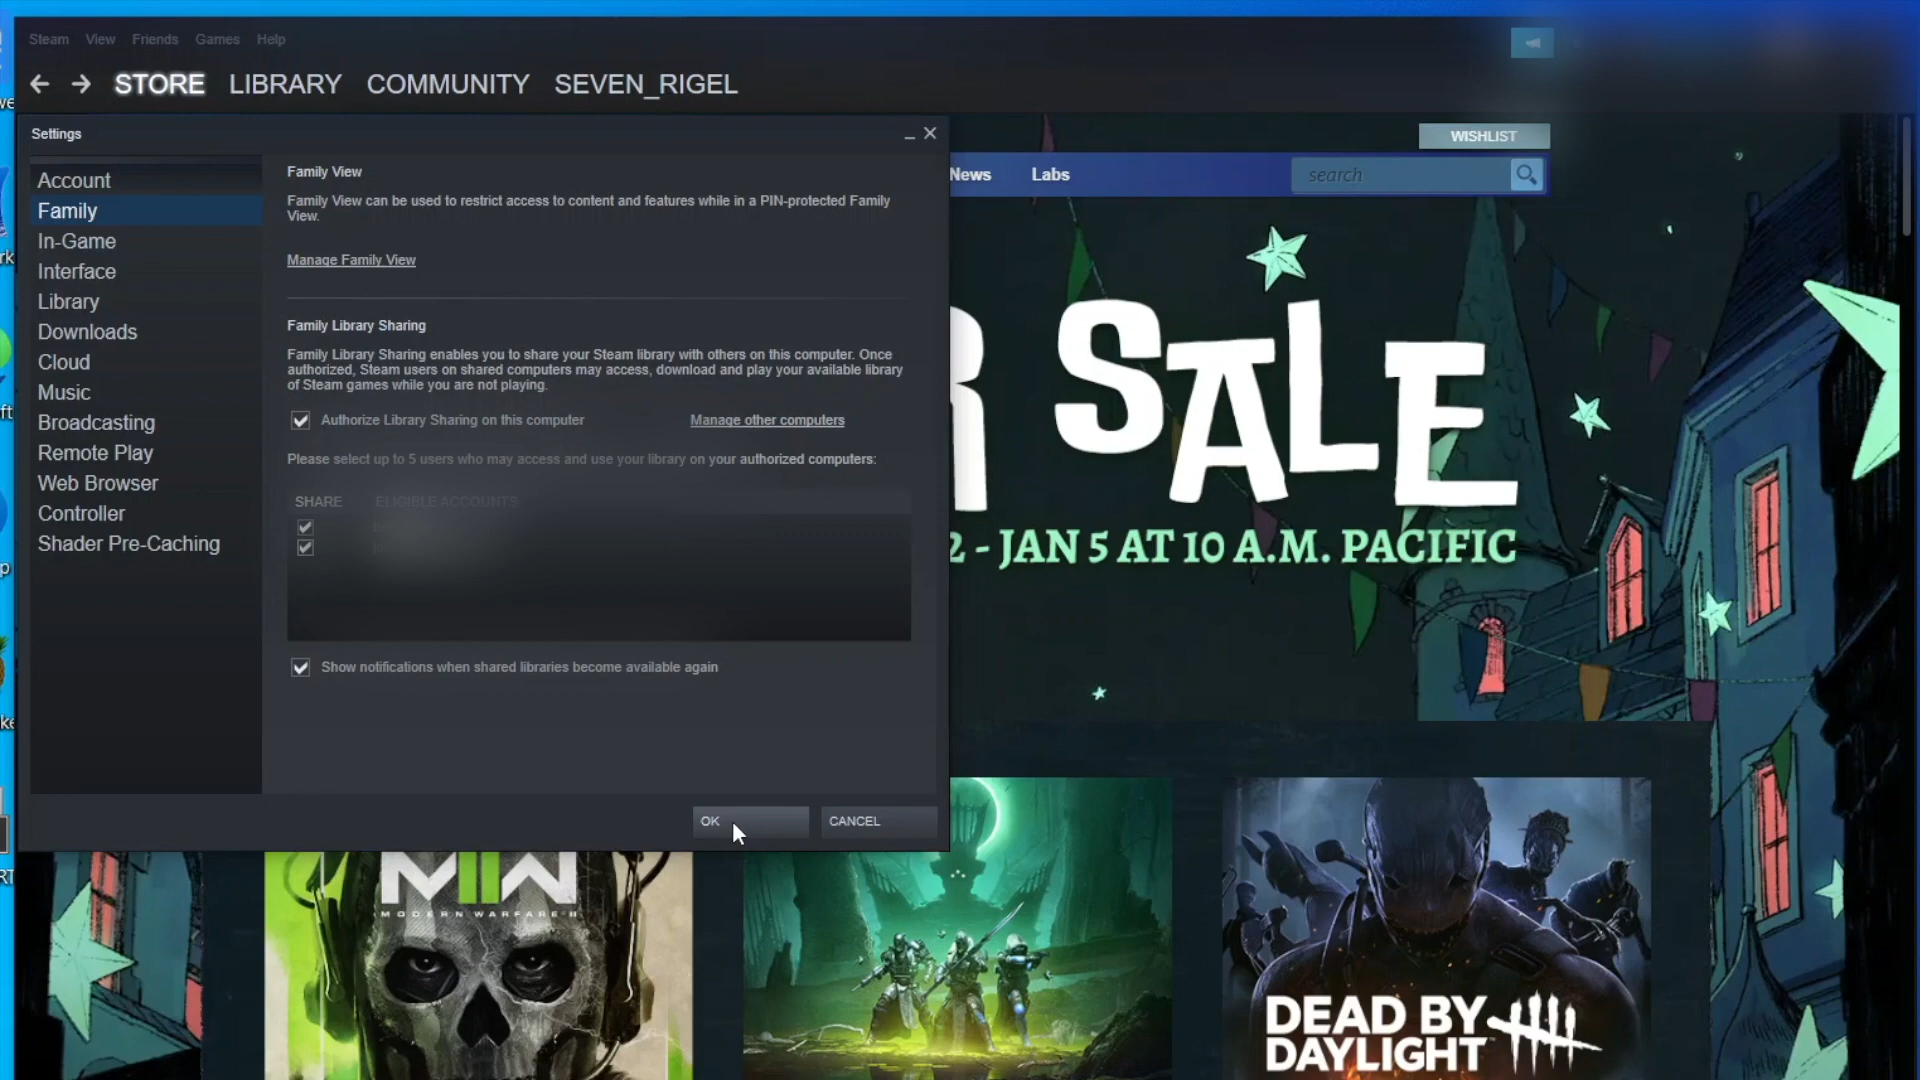 Steam View Friends Games Help
STORE LIBRARY COMMUNITY SEVEN_RIGEL
Settings
WISHLIST
News Labs search
Account
Family
In-Game
Interface
Library
Downloads
Cloud
Music
Broadcasting
Remote Play
Web Browser
Controller
Shader Pre-Caching
Family View
Family View can be used to restrict access to content and features while in a PIN-protected Family
View.
Manage Family View
Family Library Sharing
Family Library Sharing enables you to share your Steam library with others on this computer. Once
authorized, Steam users on shared computers may access, download and play your available library
of Steam games while you are not playing.
Authorize Library Sharing on this computer Manage other computers
Please select up to 5 users who may access and use your library on your authorized computers:
SHARE ELIGIBLE ACCOUNTS
Show notifications when shared libraries become available again
OK CANCEL
R SALE
2 - JAN 5 AT 10 A.M. PACIFIC
MWII
MODERN WARFARE II
DEAD BY
DAYLIGHT